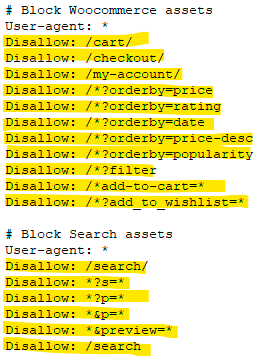 # Block Woocommerce assets
User-agent: *
Disallow: /cart/
Disallow: /checkout/
Disallow: /my-account/
Disallow: /*?orderby=price
Disallow: /*?orderby=rating
Disallow: /*?orderby=date
Disallow: /*?orderby=price-desc
Disallow: /*?orderby=popularity
Disallow: /*?filter
Disallow: /*add-to-cart=*
Disallow: /*?add_to_wishlist=*
# Block Search assets
User-agent: *
Disallow: /search/
Disallow: *?s=*
Disallow: *?p=*
Disallow: *&p=*
Disallow: *&preview=*
Disallow: /search